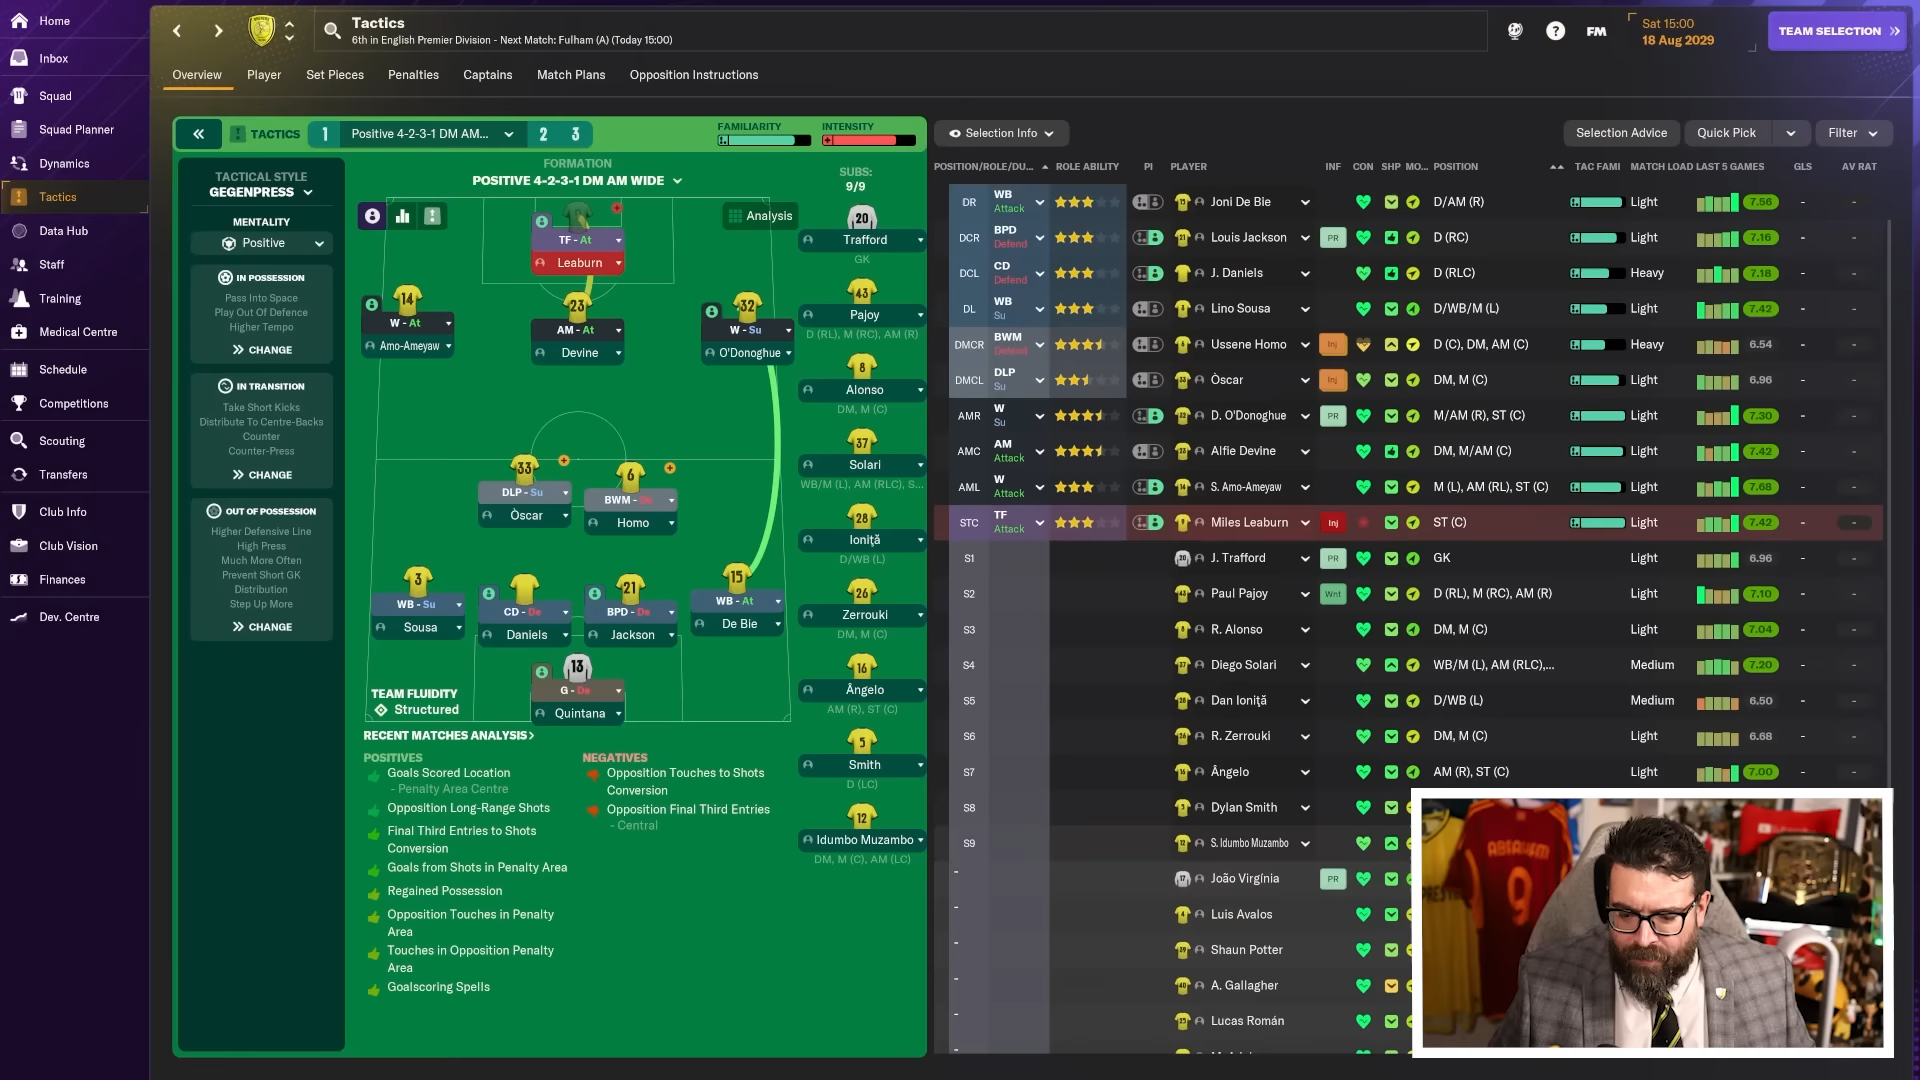 Home
Inbox
Squad
Squad Planner
Dynamics
Tactics
Data Hub
Staff
Training
Medical Centre
Schedule
Competitions
Scouting
Transfers
Club Info
Club Vision
Finances
Dev. Centre
Tactics
6th in English Premier Division - Next Match: Fulham (A) (Today 15:00)
FM
Sat 15:00
18 Aug 2029
TEAM SELECTION
Overview Player Set Pieces Penalties Captains Match Plans Opposition Instructions
TACTICS 1 Positive 4-2-3-1 DM AM... 2 3
FAMILIARITY INTENSITY
TACTICAL STYLE
GEGENPRESS
MENTALITY
Positive
IN POSSESSION
Pass Into Space
Play Out Of Defence
Higher Tempo
CHANGE
IN TRANSITION
Take Short Kicks
Distribute To Centre-Backs
Counter
Counter-Press
CHANGE
OUT OF POSSESSION
Higher Defensive Line
High Press
Much More Often
Prevent Short GK
Distribution
Step Up More
CHANGE
FORMATION
POSITIVE 4-2-3-1 DM AM WIDE
Analysis
TF - At
Leaburn
14
W - At
Amo-Ameyaw
23
AM - At
Devine
32
W - Su
O'Donoghue
33
DLP - Su
Òscar
6
BWM - De
Homo
3
WB - Su
Sousa
CD - De
Daniels
21
BPD - De
Jackson
15
WB - At
De Bie
13
G - De
Quintana
TEAM FLUIDITY
Structured
SUBS:
9/9
20
Trafford
GK
43
Pajoy
D (RL), M (RC), AM (R)
8
Alonso
DM, M (C)
37
Solari
WB/M (L), AM (RLC), S...
28
Ioniţă
D/WB (L)
26
Zerrouki
DM, M (C)
16
Ângelo
AM (R), ST (C)
5
Smith
D (LC)
12
Idumbo Muzambo
DM, M (C), AM (LC)
RECENT MATCHES ANALYSIS>
POSITIVES
Goals Scored Location
- Penalty Area Centre
Opposition Long-Range Shots
Final Third Entries to Shots
Conversion
Goals from Shots in Penalty Area
Regained Possession
Opposition Touches in Penalty
Area
Touches in Opposition Penalty
Area
Goalscoring Spells
NEGATIVES
Opposition Touches to Shots
Conversion
Opposition Final Third Entries
- Central
Selection Info
Selection Advice Quick Pick Filter
POSITION/ROLE/DU... ROLE ABILITY PI PLAYER INF CON SHP MO... POSITION TAC FAMI MATCH LOAD LAST 5 GAMES GLS AV RAT
DR WB Attack Joni De Bie D/AM (R) Light 7.56 - -
DCR BPD Defend Louis Jackson PR D (RC) Light 7.16 - -
DCL CD Defend J. Daniels D (RLC) Heavy 7.18 - -
DL WB Su Lino Sousa D/WB/M (L) Light 7.42 - -
DMCR BWM Defend Ussene Homo Inj D (C), DM, AM (C) Heavy 6.54 - -
DMCL DLP Su Òscar Inj DM, M (C) Light 6.96 - -
AMR W Su D. O'Donoghue PR M/AM (R), ST (C) Light 7.30 - -
AMC AM Attack Alfie Devine DM, M/AM (C) Light 7.42 - -
AML W Attack S. Amo-Ameyaw M (L), AM (RL), ST (C) Light 7.68 - -
STC TF Attack Miles Leaburn Inj ST (C) Light 7.42 - -
S1 J. Trafford PR GK Light 6.96 - -
S2 Paul Pajoy Wnt D (RL), M (RC), AM (R) Light 7.10 - -
S3 R. Alonso DM, M (C) Light 7.04 - -
S4 Diego Solari WB/M (L), AM (RLC),... Medium 7.20 - -
S5 Dan Ioniţă D/WB (L) Medium 6.50 - -
S6 R. Zerrouki DM, M (C) Light 6.68 - -
S7 Ângelo AM (R), ST (C) Light 7.00 - -
S8 Dylan Smith
S9 S. Idumbo Muzambo
- João Virgínia PR
- Luis Avalos
- Shaun Potter
- A. Gallagher
- Lucas Román
ABRAHAM
9